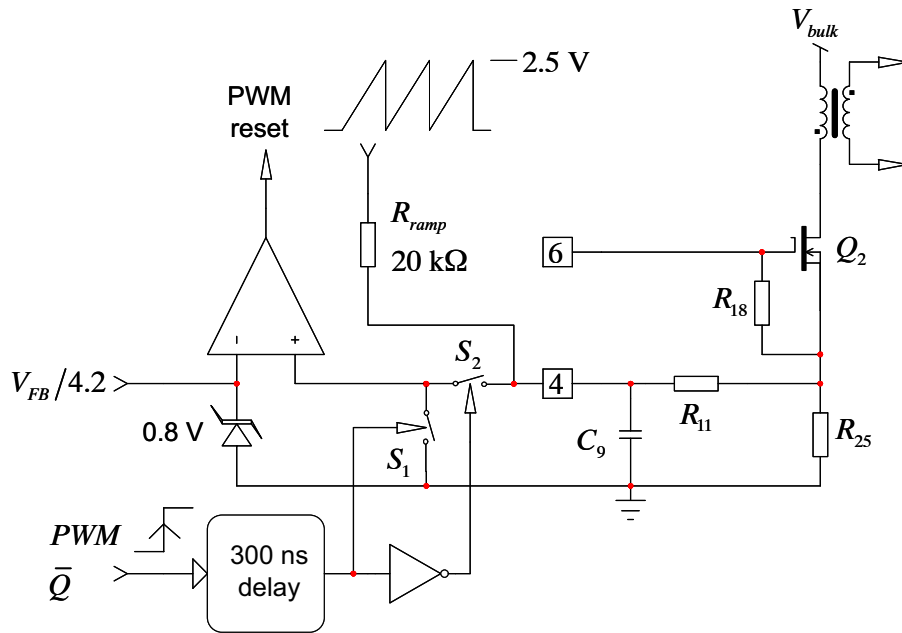 V_bulk
2.5 V
PWM
reset
R_ramp
20 kΩ
6
Q_2
R_18
S_2
V_FB/4.2
4
R_11
0.8 V
S_1
C_9
R_25
PWM
Q̄
300 ns
delay